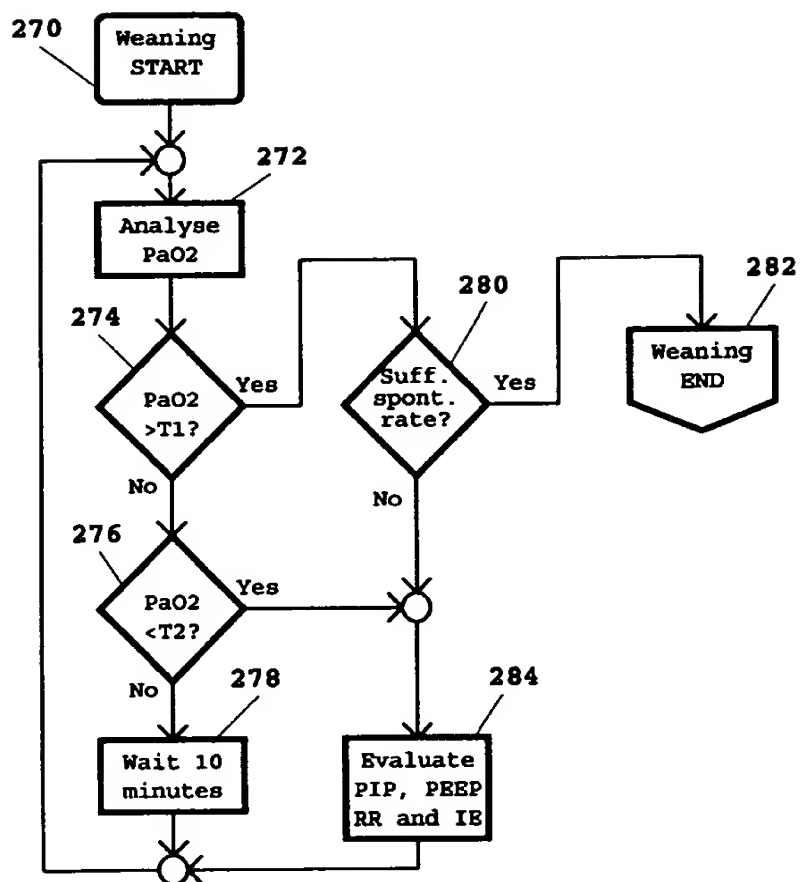 270
Weaning
START
272
Analyse
PaO2
274
PaO2
>T1?
Yes
No
280
Suff.
spont.
rate?
Yes
No
282
Weaning
END
276
PaO2
<T2?
Yes
No
278
Wait 10
minutes
284
Evaluate
PIP, PEEP
RR and IE